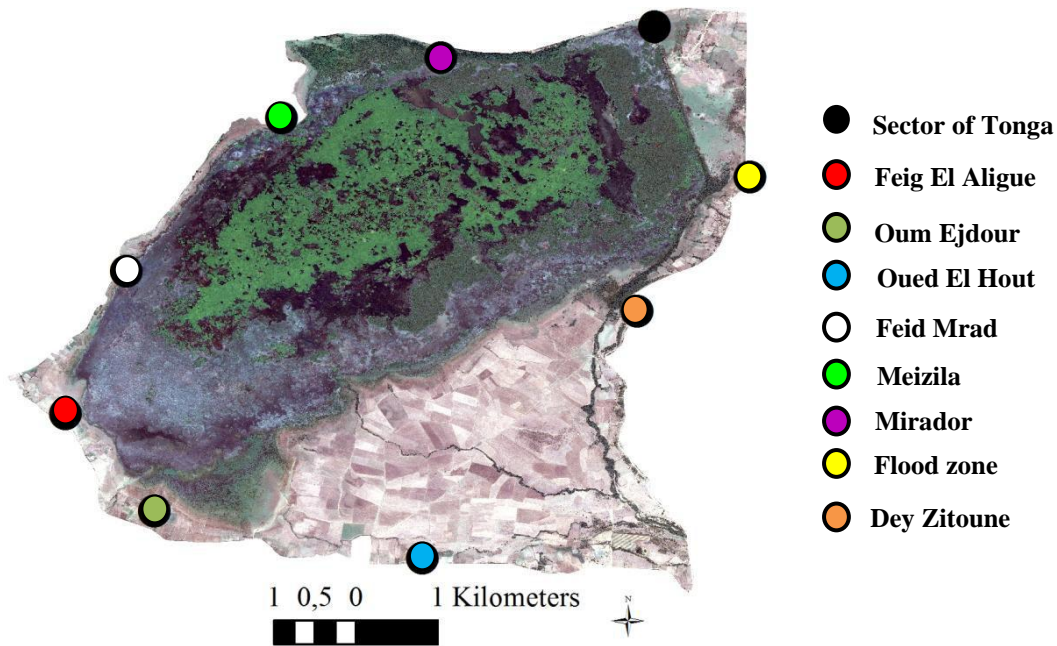 Sector of Tonga
Feig El Aligue
Oum Ejdour
Oued El Hout
Feid Mrad
Meizila
Mirador
Flood zone
Dey Zitoune
1 0,5 0 1 Kilometers
N